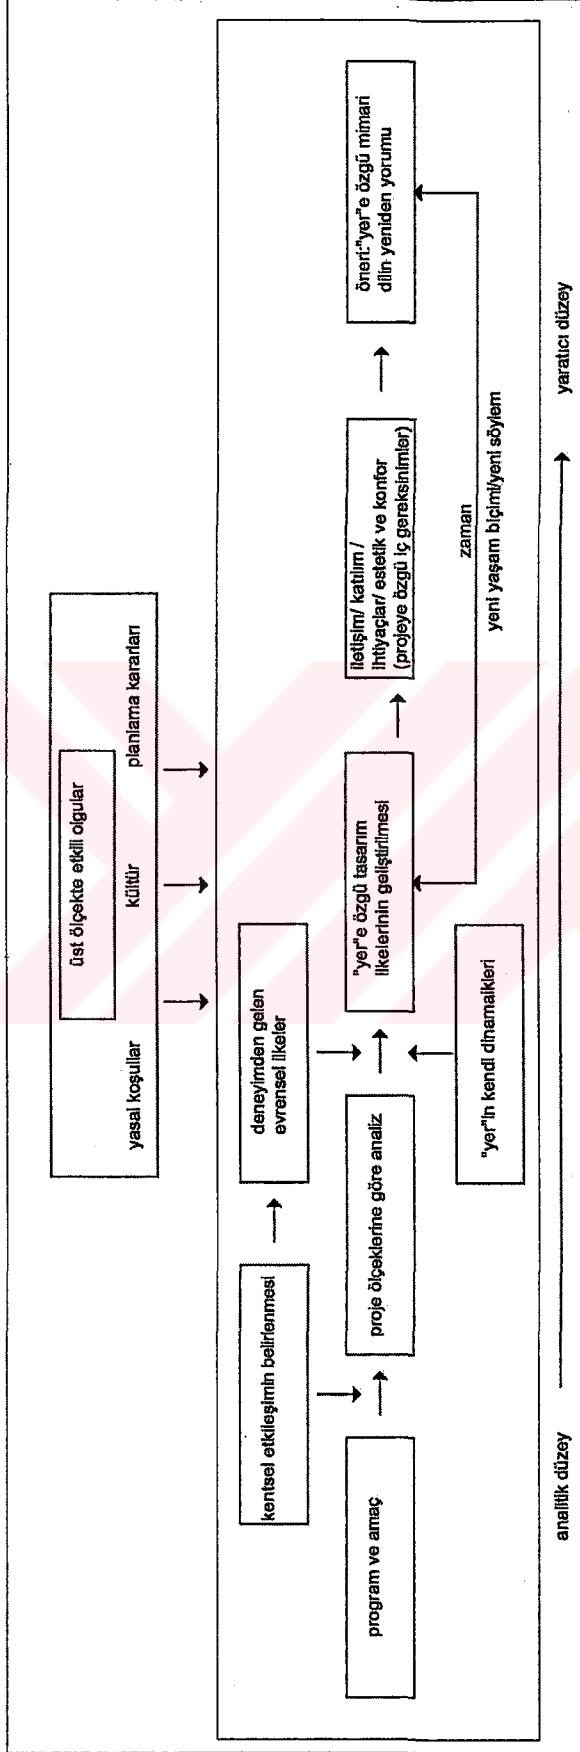 üst ölçekte etkili olgular
yasal koşullar
kültür
planlama kararları
kentsel etkileşimin belirlenmesi
deneyimden gelen
evrensel ilkeler
program ve amaç
proje ölçeklerine göre analiz
"yer"e özgü tasarım
ilkelerinin geliştirilmesi
iletişim/ katılım /
ihtiyaçlar/ estetik ve konfor
(projeye özgü iç gereksinimler)
öneri:"yer"e özgü mimari
dilin yeniden yorumu
"yer"in kendi dinamaikleri
zaman
yeni yaşam biçimi/yeni söylem
analitik düzey
yaratıcı düzey